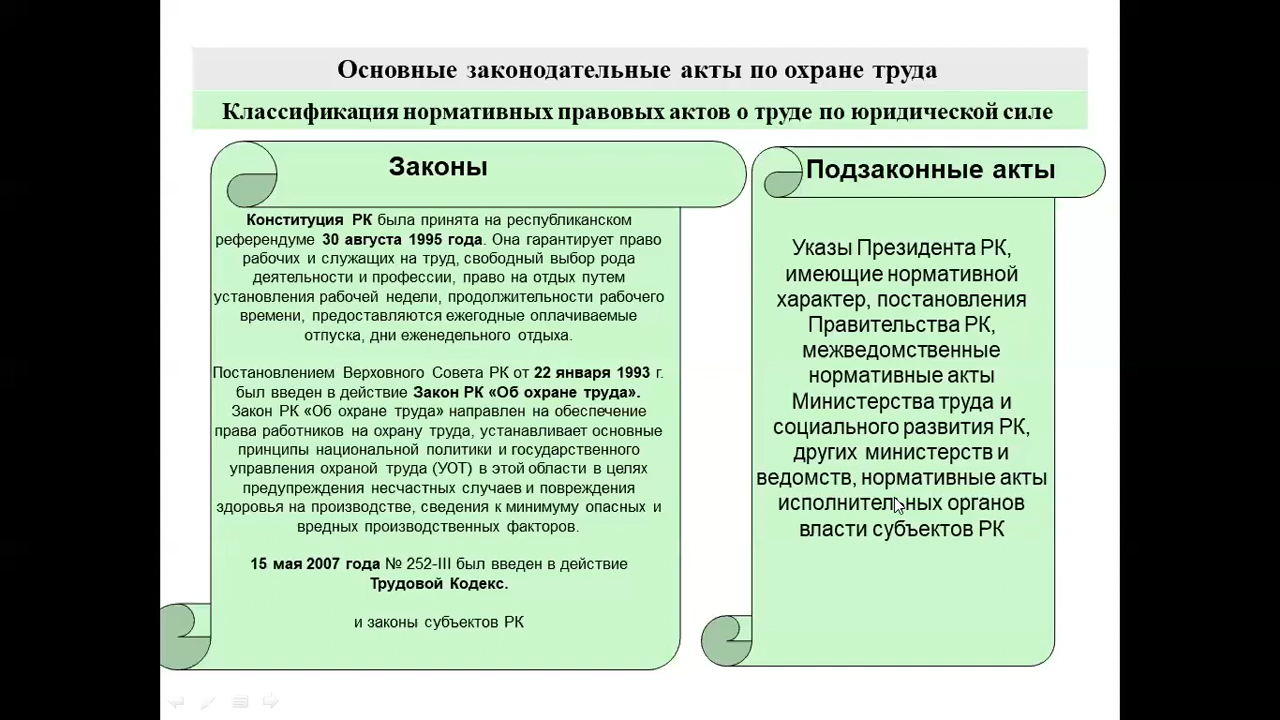 Основные законодательные акты по охране труда
Классификация нормативных правовых актов о труде по юридической силе
Законы
Конституция РК была принята на республиканском
референдуме 30 августа 1995 года. Она гарантирует право
рабочих и служащих на труд, свободный выбор рода
деятельности и профессии, право на отдых путем
установления рабочей недели, продолжительности рабочего
времени, предоставляются ежегодные оплачиваемые
отпуска, дни еженедельного отдыха.
Постановлением Верховного Совета РК от 22 января 1993 г.
был введен в действие Закон РК «Об охране труда».
Закон РК «Об охране труда» направлен на обеспечение
права работников на охрану труда, устанавливает основные
принципы национальной политики и государственного
управления охраной труда (УОТ) в этой области в целях
предупреждения несчастных случаев и повреждения
здоровья на производстве, сведения к минимуму опасных и
вредных производственных факторов.
15 мая 2007 года № 252-III был введен в действие
Трудовой Кодекс.
и законы субъектов РК
Подзаконные акты
Указы Президента РК,
имеющие нормативной
характер, постановления
Правительства РК,
межведомственные
нормативные акты
Министерства труда и
социального развития РК,
других министерств и
ведомств, нормативные акты
исполнительных органов
власти субъектов РК